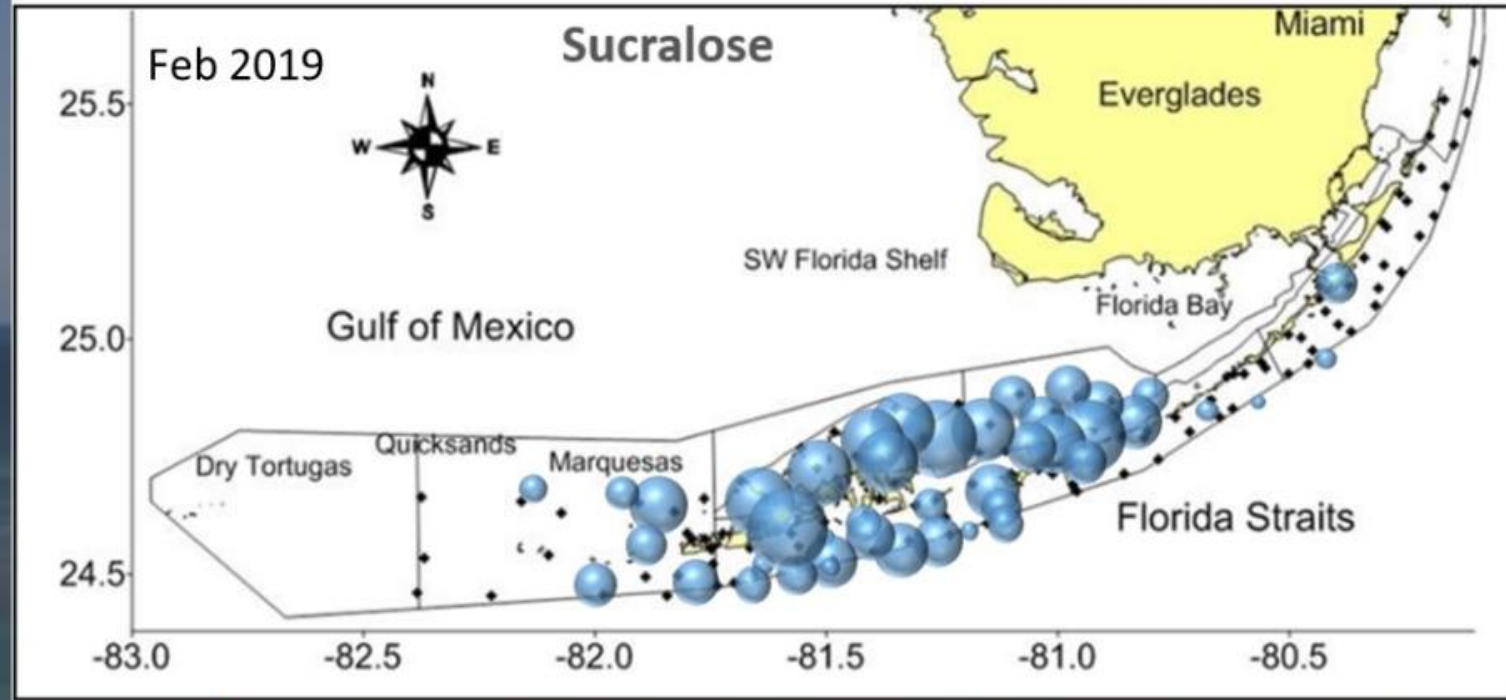 Sucralose
Miami
Feb 2019
N
25.5
Everglades
W
E
S
SW Florida Shelf
Florida Bay
Gulf of Mexico
25.0
Quicksands
Dry Tortugas
Marquesas
Florida Straits
24.5
-83.0
-82.5
-82.0
-81.5
-81.0
-80.5